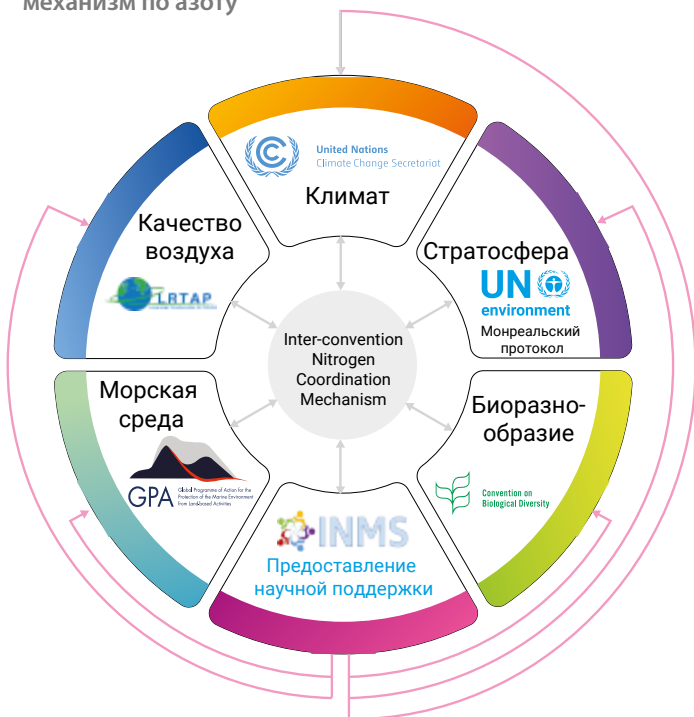 механизм по азоту
United Nations
Climate Change Secretariat
Климат
Качество
воздуха
LRTAP
Стратосфера
UN
environment
Монреальский
протокол
Inter-convention
Nitrogen
Coordination
Mechanism
Морская
среда
GPA
Global Programme of Action for the
Protection of the Marine Environment
from Land-based Activities
Биоразно-
образие
Convention on
Biological Diversity
INMS
Предоставление
научной поддержки